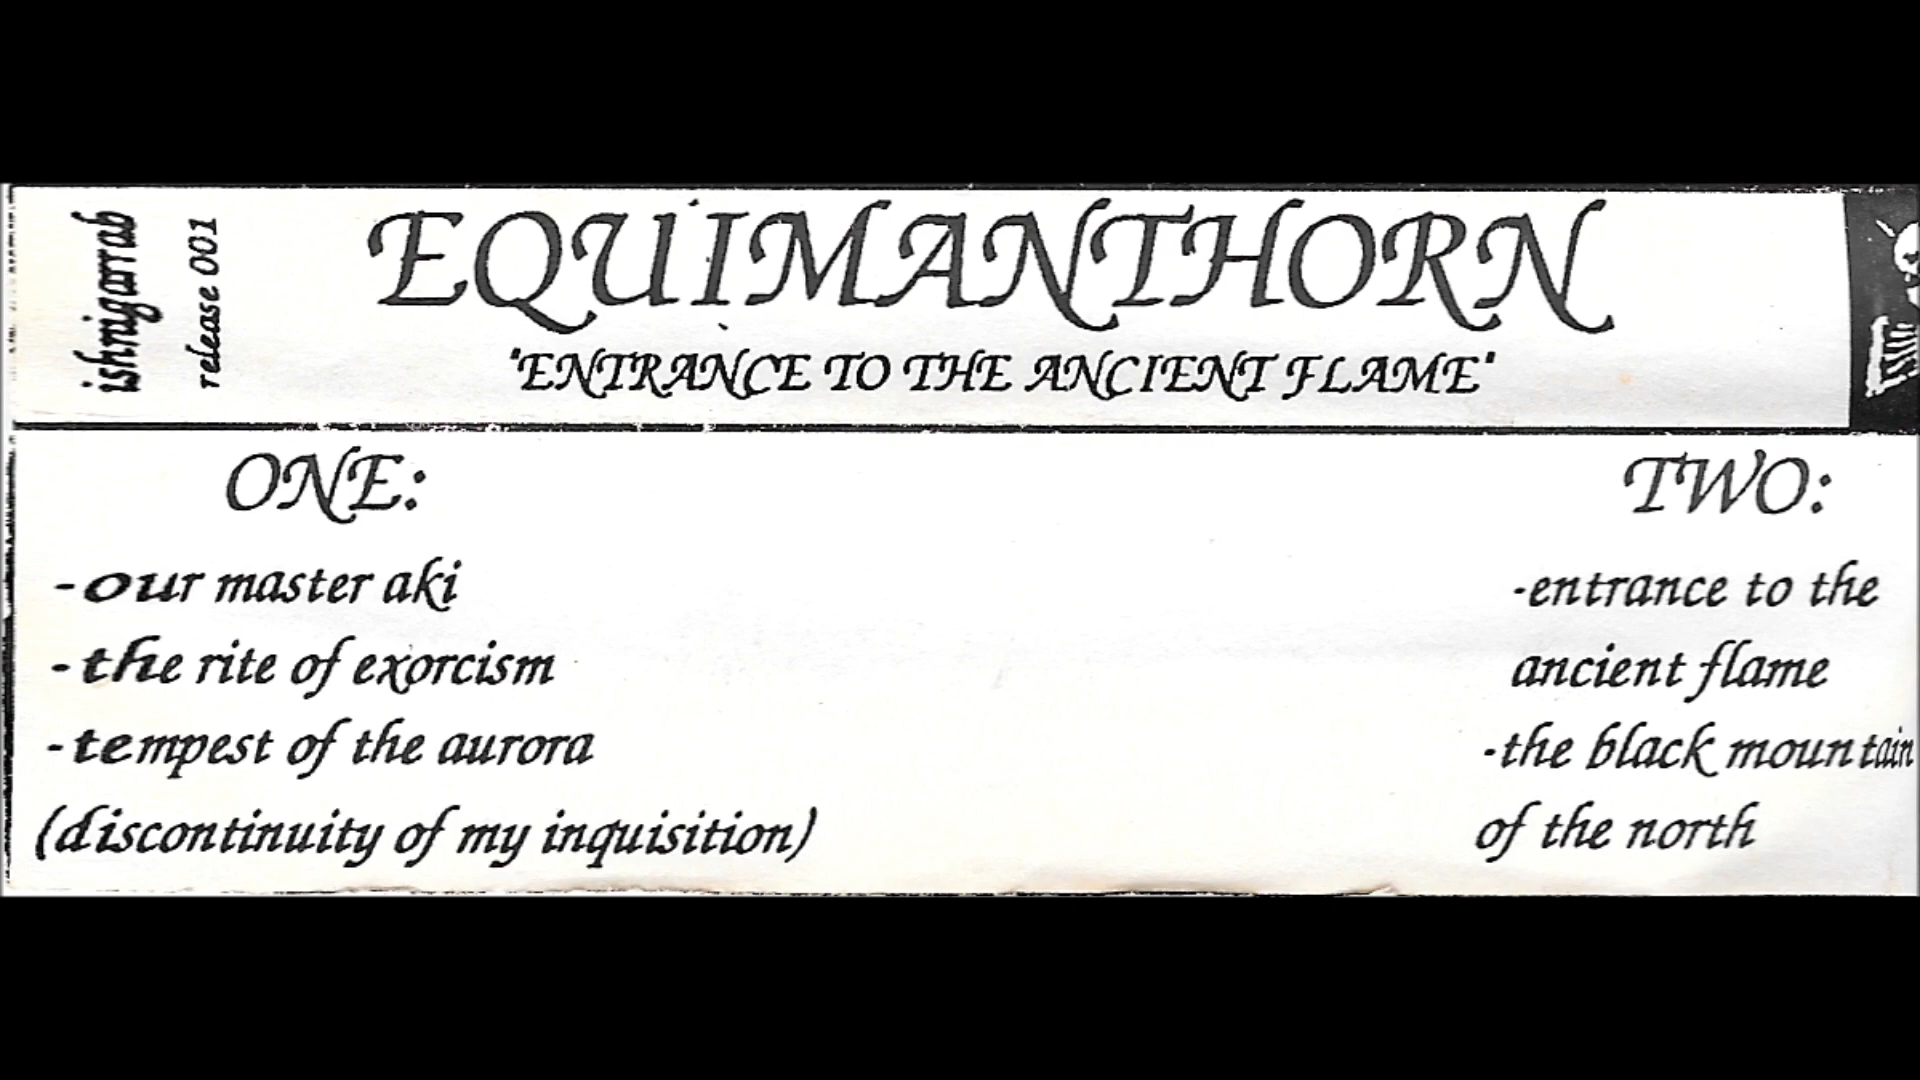 ishnigarrab
release 001
EQUIMANTHORN
"ENTRANCE TO THE ANCIENT FLAME"
ONE:
-our master aki
-the rite of exorcism
-tempest of the aurora
(discontinuity of my inquisition)
TWO:
-entrance to the
ancient flame
-the black mountain
of the north